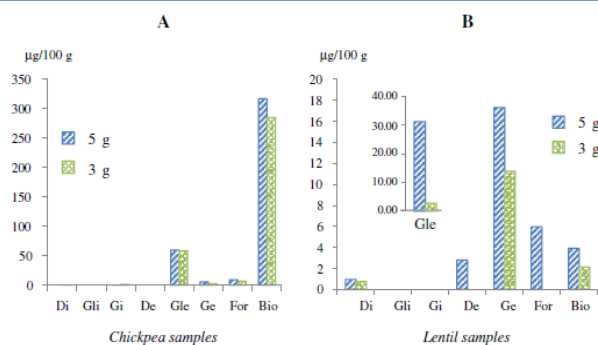 A
B
µg/100 g
µg/100 g
350
300
250
200
150
100
50
0
5 g
3 g
Di Gli Gi De Gle Ge For Bio
Chickpea samples
20
18
16
14
12
10
8
6
4
2
0
40.00
30.00
20.00
10.00
0.00
Gle
5 g
3 g
Di Gli Gi De Ge For Bio
Lentil samples